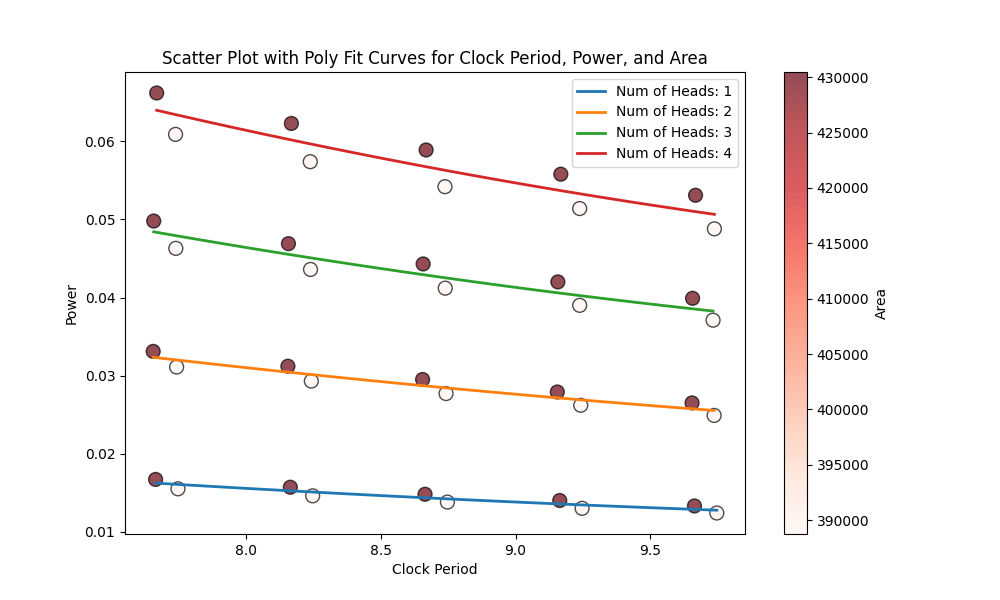 Scatter Plot with Poly Fit Curves for Clock Period, Power, and Area
Num of Heads: 1
Num of Heads: 2
Num of Heads: 3
Num of Heads: 4
0.06
0.05
0.04
0.03
0.02
0.01
Power
8.0
8.5
9.0
9.5
Clock Period
430000
425000
420000
415000
410000
405000
400000
395000
390000
Area